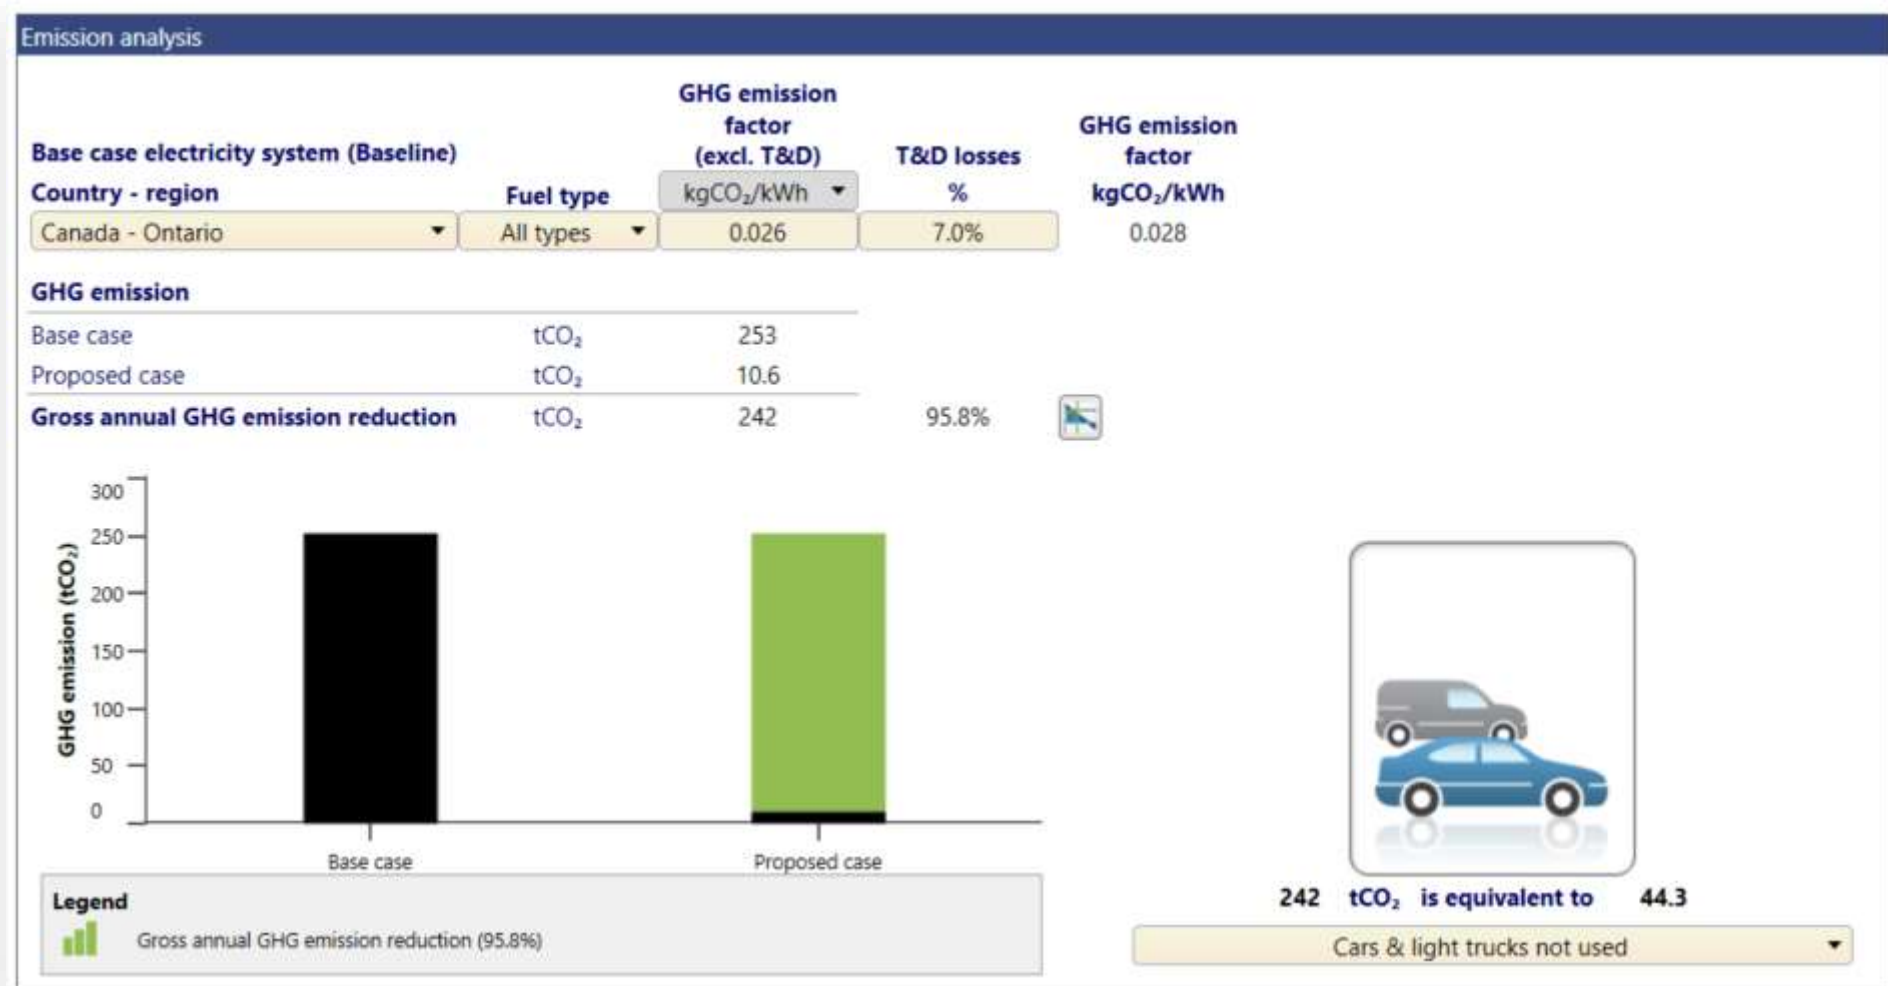 Emission analysis
GHG emission
factor
(excl. T&D)
T&D losses
GHG emission
factor
Base case electricity system (Baseline)
Country - region
Fuel type
kgCO₂/kWh
%
kgCO₂/kWh
Canada - Ontario
All types
0.026
7.0%
0.028
GHG emission
Base case tCO₂ 253
Proposed case tCO₂ 10.6
Gross annual GHG emission reduction tCO₂ 242 95.8%
GHG emission (tCO₂)
300
250
200
150
100
50
0
Base case
Proposed case
Legend
Gross annual GHG emission reduction (95.8%)
242 tCO₂ is equivalent to 44.3
Cars & light trucks not used